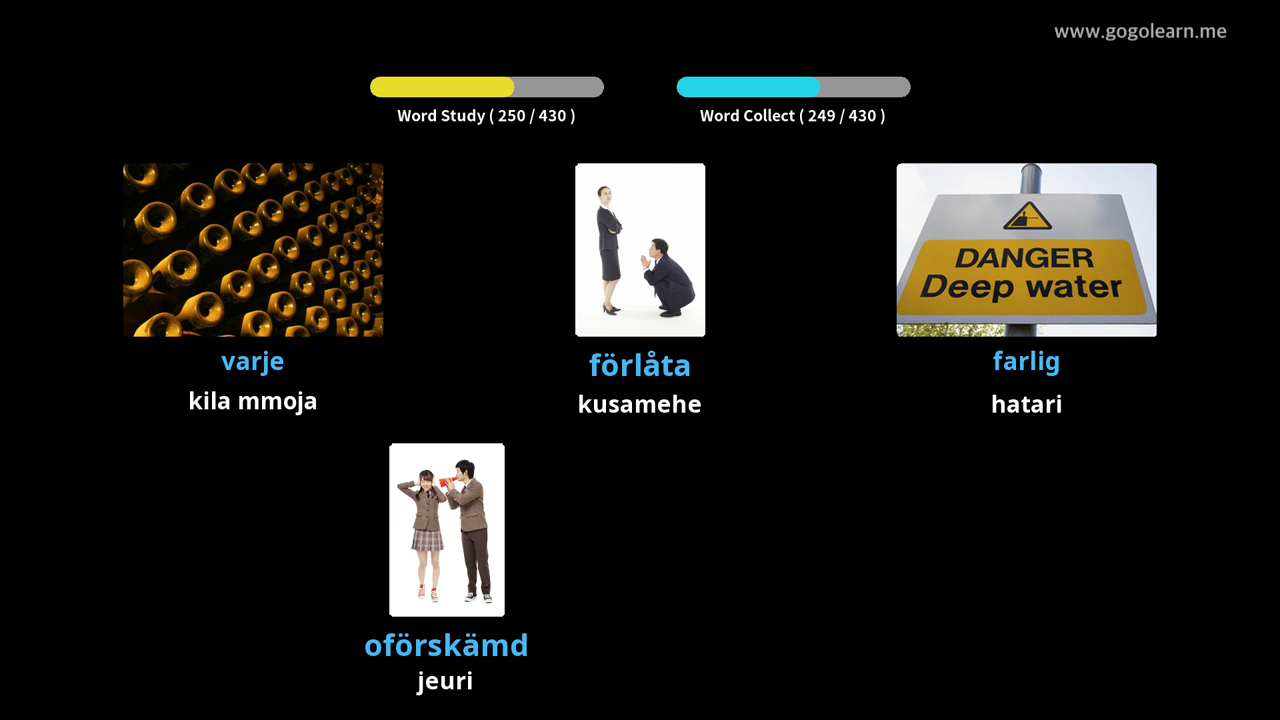 www.gogolearn.me
Word Study ( 250 / 430 )
Word Collect ( 249 / 430 )
DANGER
Deep water
varje
kila mmoja
förlåta
kusamehe
farlig
hatari
oförskämd
jeuri